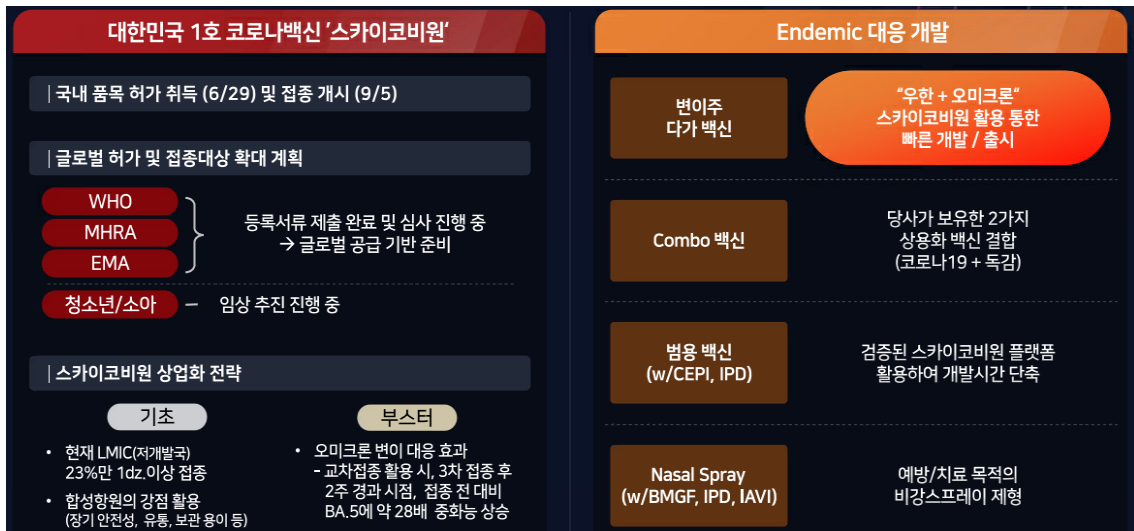 대한민국 1호 코로나백신 ‘스카이코비원‘
| 국내 품목 허가 취득 (6/29) 및 접종 개시 (9/5)
| 글로벌 허가 및 접종대상 확대 계획
WHO
MHRA
EMA
등록서류 제출 완료 및 심사 진행 중
→ 글로벌 공급 기반 준비
청소년/소아 – 임상 추진 진행 중
| 스카이코비원 상업화 전략
기초
• 현재 LMIC(저개발국)
23%만 1dz.이상 접종
• 합성항원의 강점 활용
(장기 안전성, 유통, 보관 용이 등)
부스터
• 오미크론 변이 대응 효과
- 교차접종 활용 시, 3차 접종 후
2주 경과 시점, 접종 전 대비
BA.5에 약 28배 중화능 상승
Endemic 대응 개발
변이주
다가 백신
“우한 + 오미크론“
스카이코비원 활용 통한
빠른 개발 / 출시
Combo 백신
당사가 보유한 2가지
상용화 백신 결합
(코로나19 + 독감)
범용 백신
(w/CEPI, IPD)
검증된 스카이코비원 플랫폼
활용하여 개발시간 단축
Nasal Spray
(w/BMGF, IPD, IAVI)
예방/치료 목적의
비강스프레이 제형